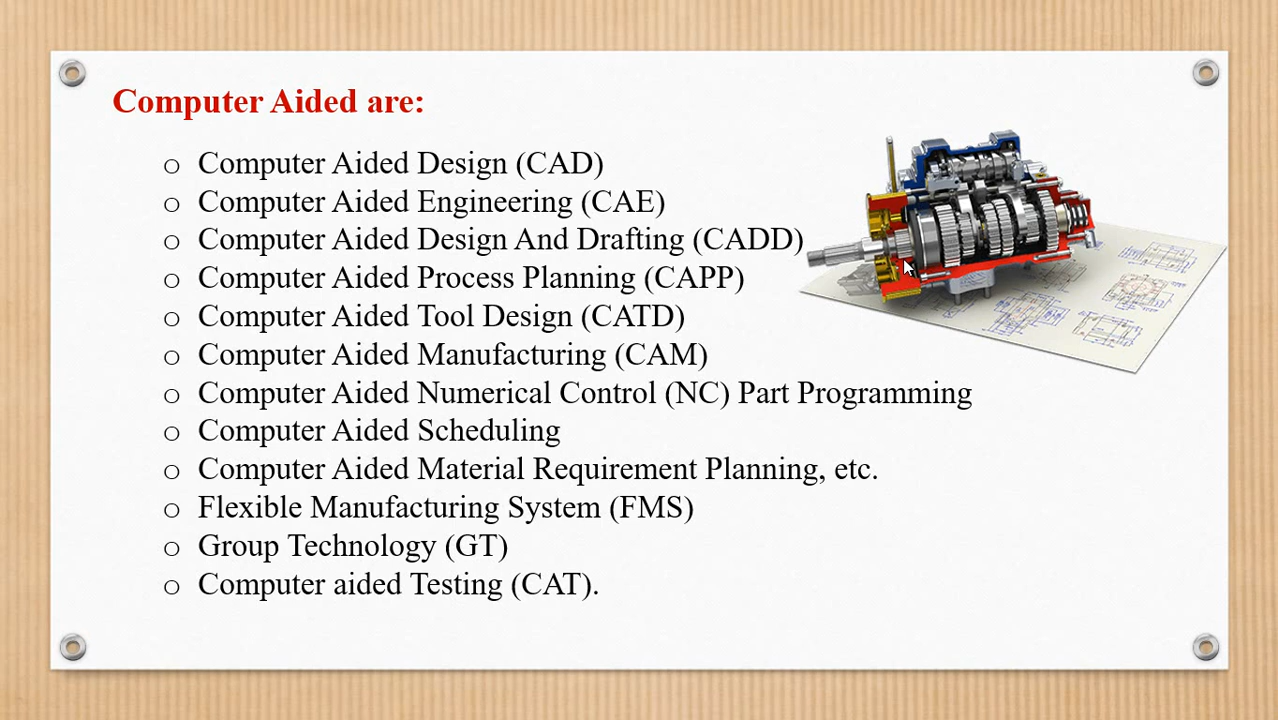 Computer Aided are:
o Computer Aided Design (CAD)
o Computer Aided Engineering (CAE)
o Computer Aided Design And Drafting (CADD)
o Computer Aided Process Planning (CAPP)
o Computer Aided Tool Design (CATD)
o Computer Aided Manufacturing (CAM)
o Computer Aided Numerical Control (NC) Part Programming
o Computer Aided Scheduling
o Computer Aided Material Requirement Planning, etc.
o Flexible Manufacturing System (FMS)
o Group Technology (GT)
o Computer aided Testing (CAT).